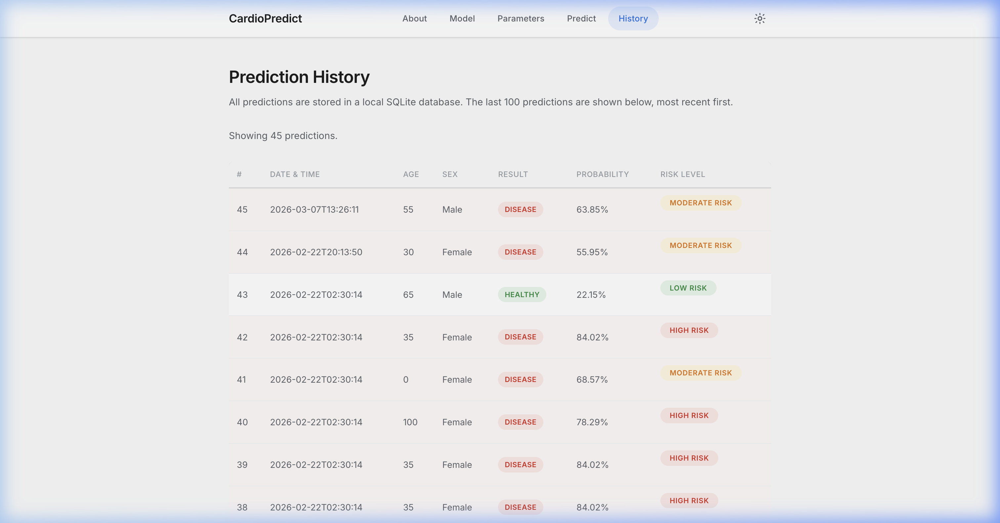 CardioPredict About Model Parameters Predict History
Prediction History
All predictions are stored in a local SQLite database. The last 100 predictions are shown below, most recent first.
Showing 45 predictions.
# DATE & TIME AGE SEX RESULT PROBABILITY RISK LEVEL
45 2026-03-07T13:26:11 55 Male DISEASE 63.85% MODERATE RISK
44 2026-02-22T20:13:50 30 Female DISEASE 55.95% MODERATE RISK
43 2026-02-22T02:30:14 65 Male HEALTHY 22.15% LOW RISK
42 2026-02-22T02:30:14 35 Female DISEASE 84.02% HIGH RISK
41 2026-02-22T02:30:14 0 Female DISEASE 68.57% MODERATE RISK
40 2026-02-22T02:30:14 100 Female DISEASE 78.29% HIGH RISK
39 2026-02-22T02:30:14 35 Female DISEASE 84.02% HIGH RISK
38 2026-02-22T02:30:14 35 Female DISEASE 84.02% HIGH RISK